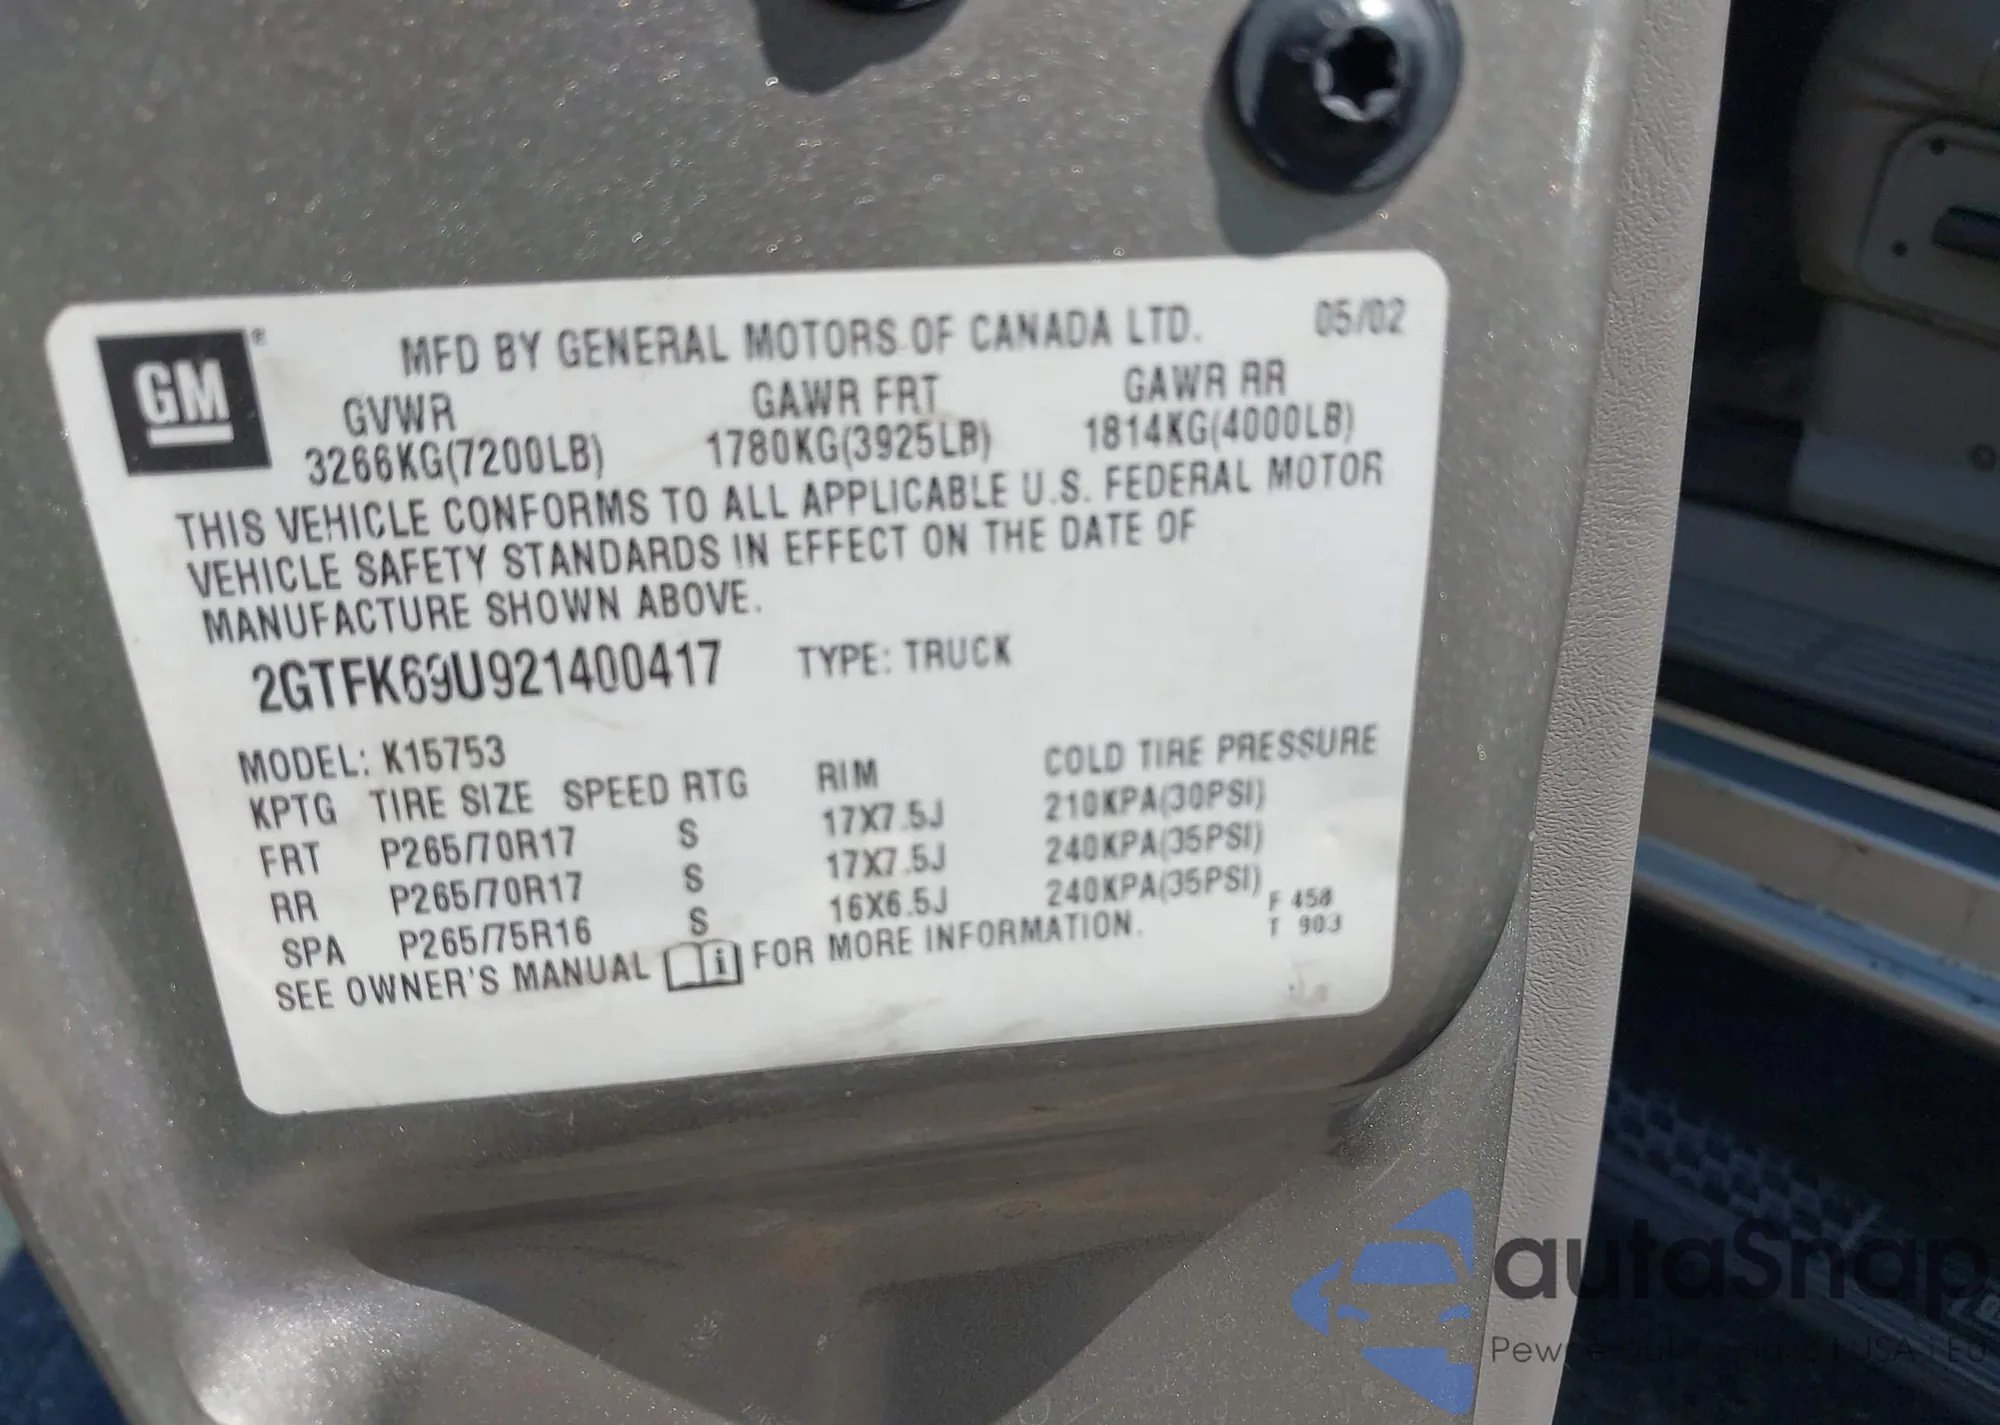 GM
MFD BY GENERAL MOTORS OF CANADA LTD. 05/02
GVWR GAWR FRT GAWR RR
3266KG(7200LB) 1780KG(3925LB) 1814KG(4000LB)
THIS VEHICLE CONFORMS TO ALL APPLICABLE U.S. FEDERAL MOTOR
VEHICLE SAFETY STANDARDS IN EFFECT ON THE DATE OF
MANUFACTURE SHOWN ABOVE.
2GTFK69U921400417 TYPE: TRUCK
MODEL: K15753
KPTG TIRE SIZE SPEED RTG RIM COLD TIRE PRESSURE
FRT P265/70R17 S 17X7.5J 210KPA(30PSI)
RR P265/70R17 S 17X7.5J 240KPA(35PSI)
SPA P265/75R16 S 16X6.5J 240KPA(35PSI)
SEE OWNER'S MANUAL i FOR MORE INFORMATION.
F 458
T 903
autaSnap
USA EU